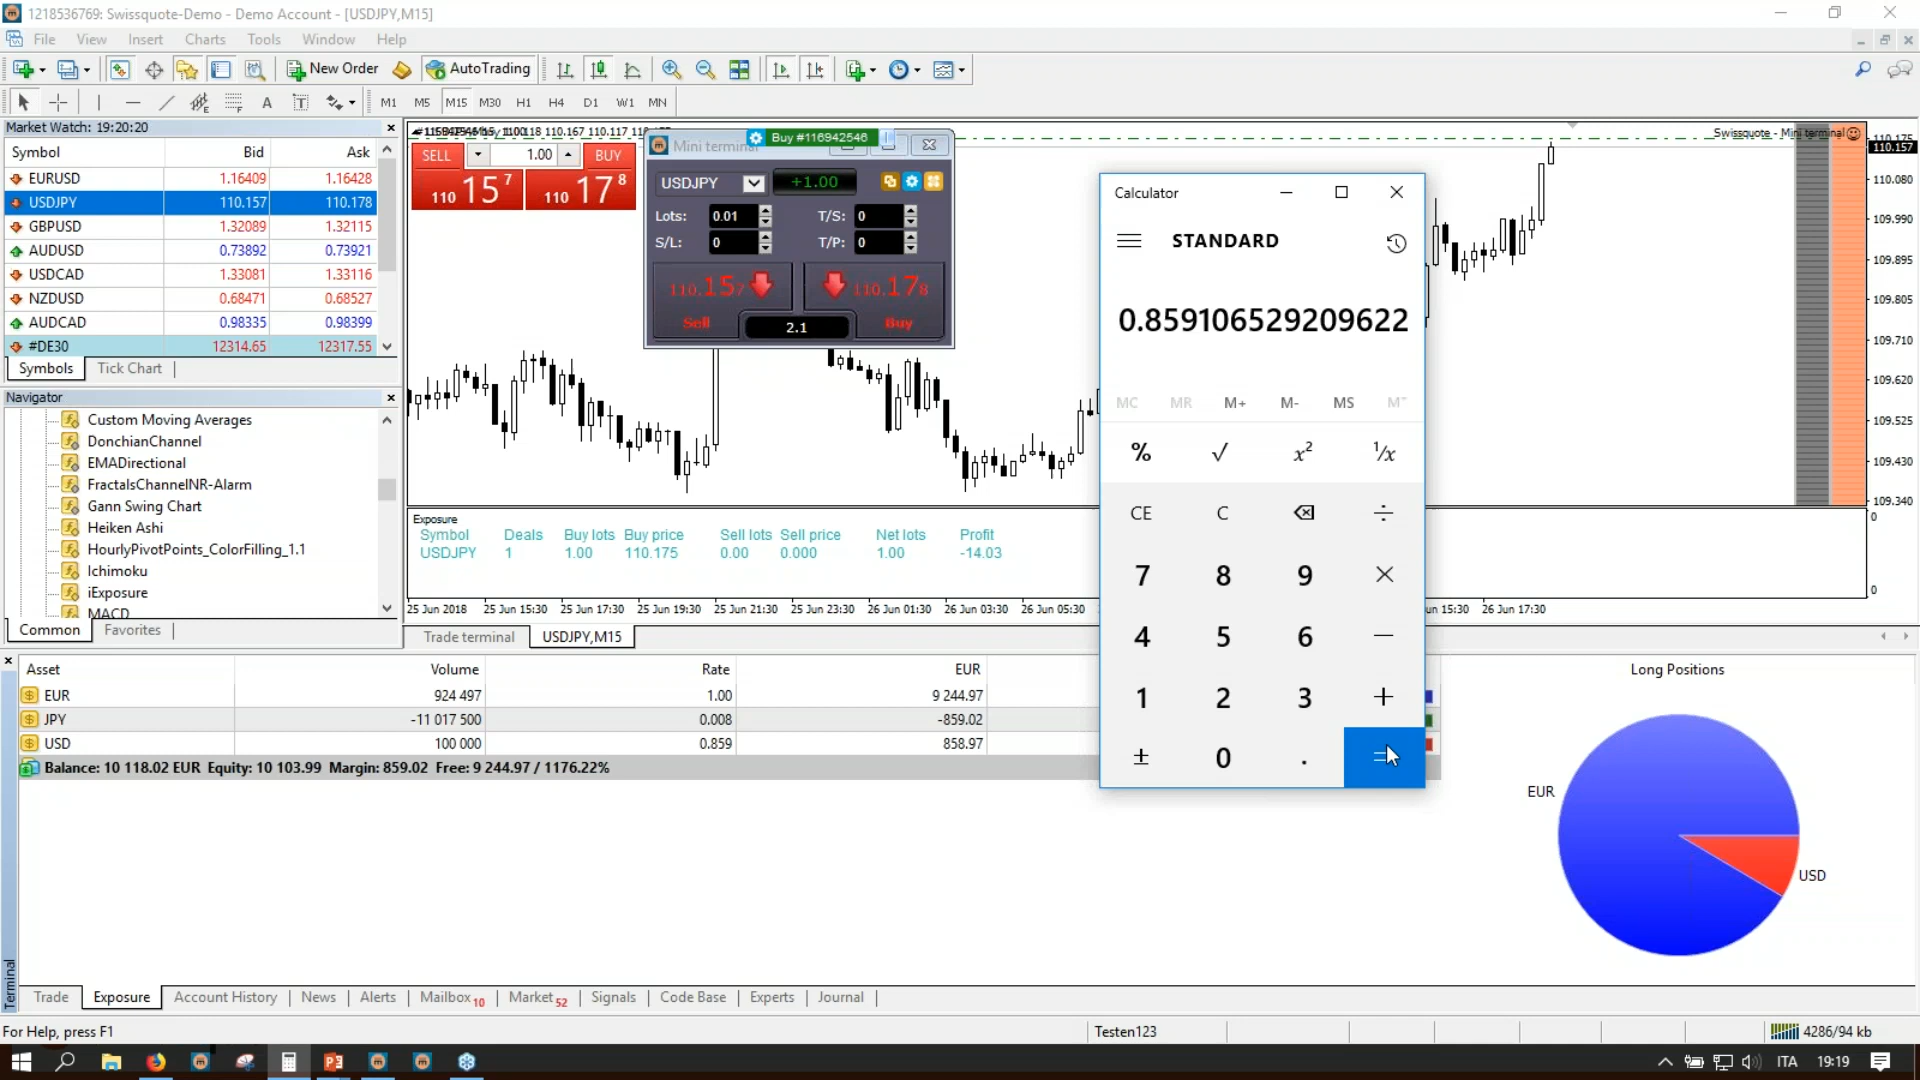 1218536769: Swissquote-Demo - Demo Account - [USDJPY,M15]
File View Insert Charts Tools Window Help
New Order AutoTrading
A T M1 M5 M15 M30 H1 H4 D1 W1 MN
Market Watch: 19:20:20
Symbol Bid Ask
EURUSD 1.16409 1.16428
USDJPY 110.157 110.178
GBPUSD 1.32089 1.32115
AUDUSD 0.73892 0.73921
USDCAD 1.33081 1.33116
NZDUSD 0.68471 0.68527
AUDCAD 0.98335 0.98399
#DE30 12314.65 12317.55
Symbols Tick Chart
Navigator
Custom Moving Averages
DonchianChannel
EMADirectional
FractalsChannelNR-Alarm
Gann Swing Chart
Heiken Ashi
HourlyPivotPoints_ColorFilling_1.1
Ichimoku
iExposure
MACD
Common Favorites
110.118 110.167 110.117
SELL 1.00 BUY
110 15 7 110 17 8
Mini terminal
Buy #116942546
USDJPY +1.00
Lots: 0.01 T/S: 0
S/L: 0 T/P: 0
110.157 110.178
Sell 2.1 Buy
Swissquote - Mini terminal
110.175
110.157
110.080
109.990
109.895
109.805
109.710
109.620
109.525
109.430
109.340
Exposure
Symbol Deals Buy lots Buy price Sell lots Sell price Net lots Profit
USDJPY 1 1.00 110.175 0.00 0.000 1.00 -14.03
0
0
25 Jun 2018 25 Jun 15:30 25 Jun 17:30 25 Jun 19:30 25 Jun 21:30 25 Jun 23:30 26 Jun 01:30 26 Jun 03:30 26 Jun 05:30 15:30 26 Jun 17:30
Trade terminal USDJPY,M15
Calculator
STANDARD
0.859106529209622
MC MR M+ M- MS M˅
% √ x² ¹/x
CE C ⌫ ÷
7 8 9 ×
4 5 6 −
1 2 3 +
± 0 . =
Asset Volume Rate EUR
EUR 924 497 1.00 9 244.97
JPY -11 017 500 0.008 -859.02
USD 100 000 0.859 858.97
Balance: 10 118.02 EUR Equity: 10 103.99 Margin: 859.02 Free: 9 244.97 / 1176.22%
Long Positions
EUR
USD
Terminal
Trade Exposure Account History News Alerts Mailbox 10 Market 52 Signals Code Base Experts Journal
For Help, press F1
Testen123
4286/94 kb
ITA 19:19